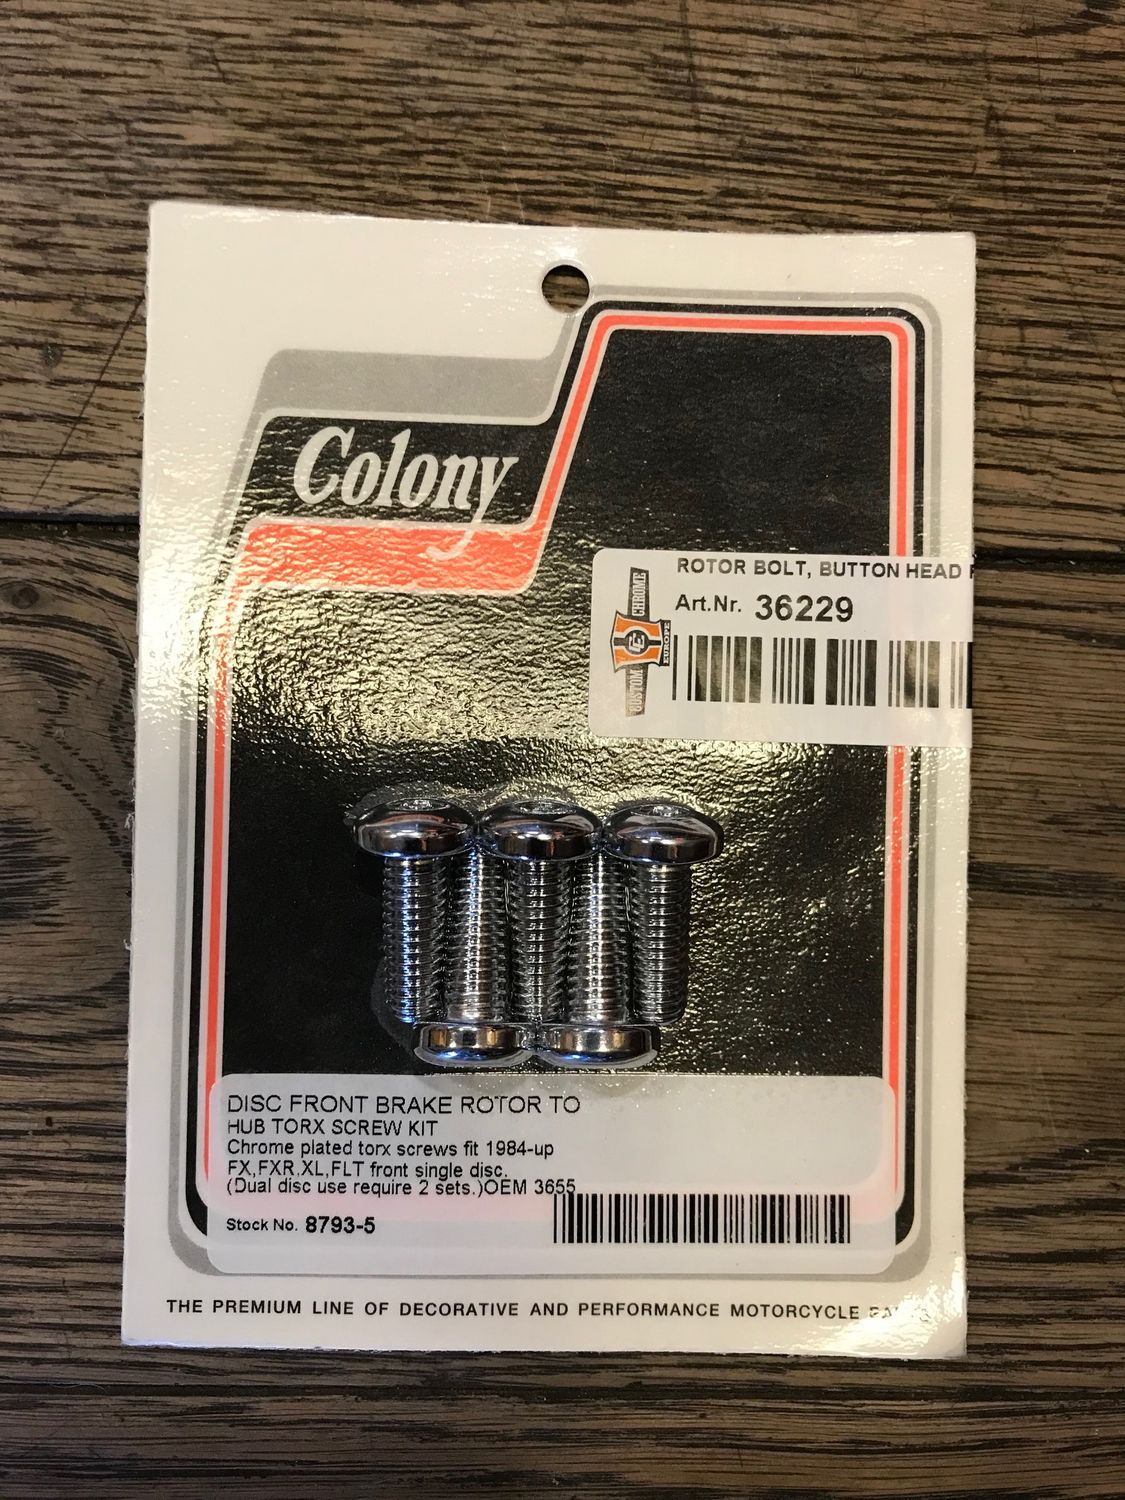 Colony
ROTOR BOLT, BUTTON HEAD
Art.Nr. 36229
CUSTOM CHROME
EUROPE
DISC FRONT BRAKE ROTOR TO
HUB TORX SCREW KIT
Chrome plated torx screws fit 1984-up
FX,FXR,XL,FLT front single disc.
(Dual disc use require 2 sets.)OEM 3655
Stock No. 8793-5
THE PREMIUM LINE OF DECORATIVE AND PERFORMANCE MOTORCYCLE